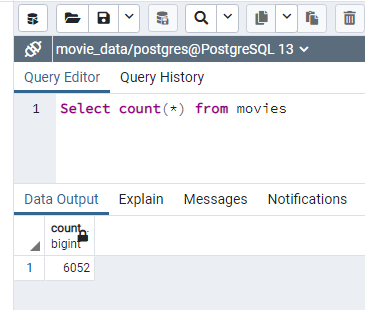 movie_data/postgres@PostgreSQL 13
Query Editor Query History
1 Select count(*) from movies
Data Output Explain Messages Notifications
count
bigint
1 6052